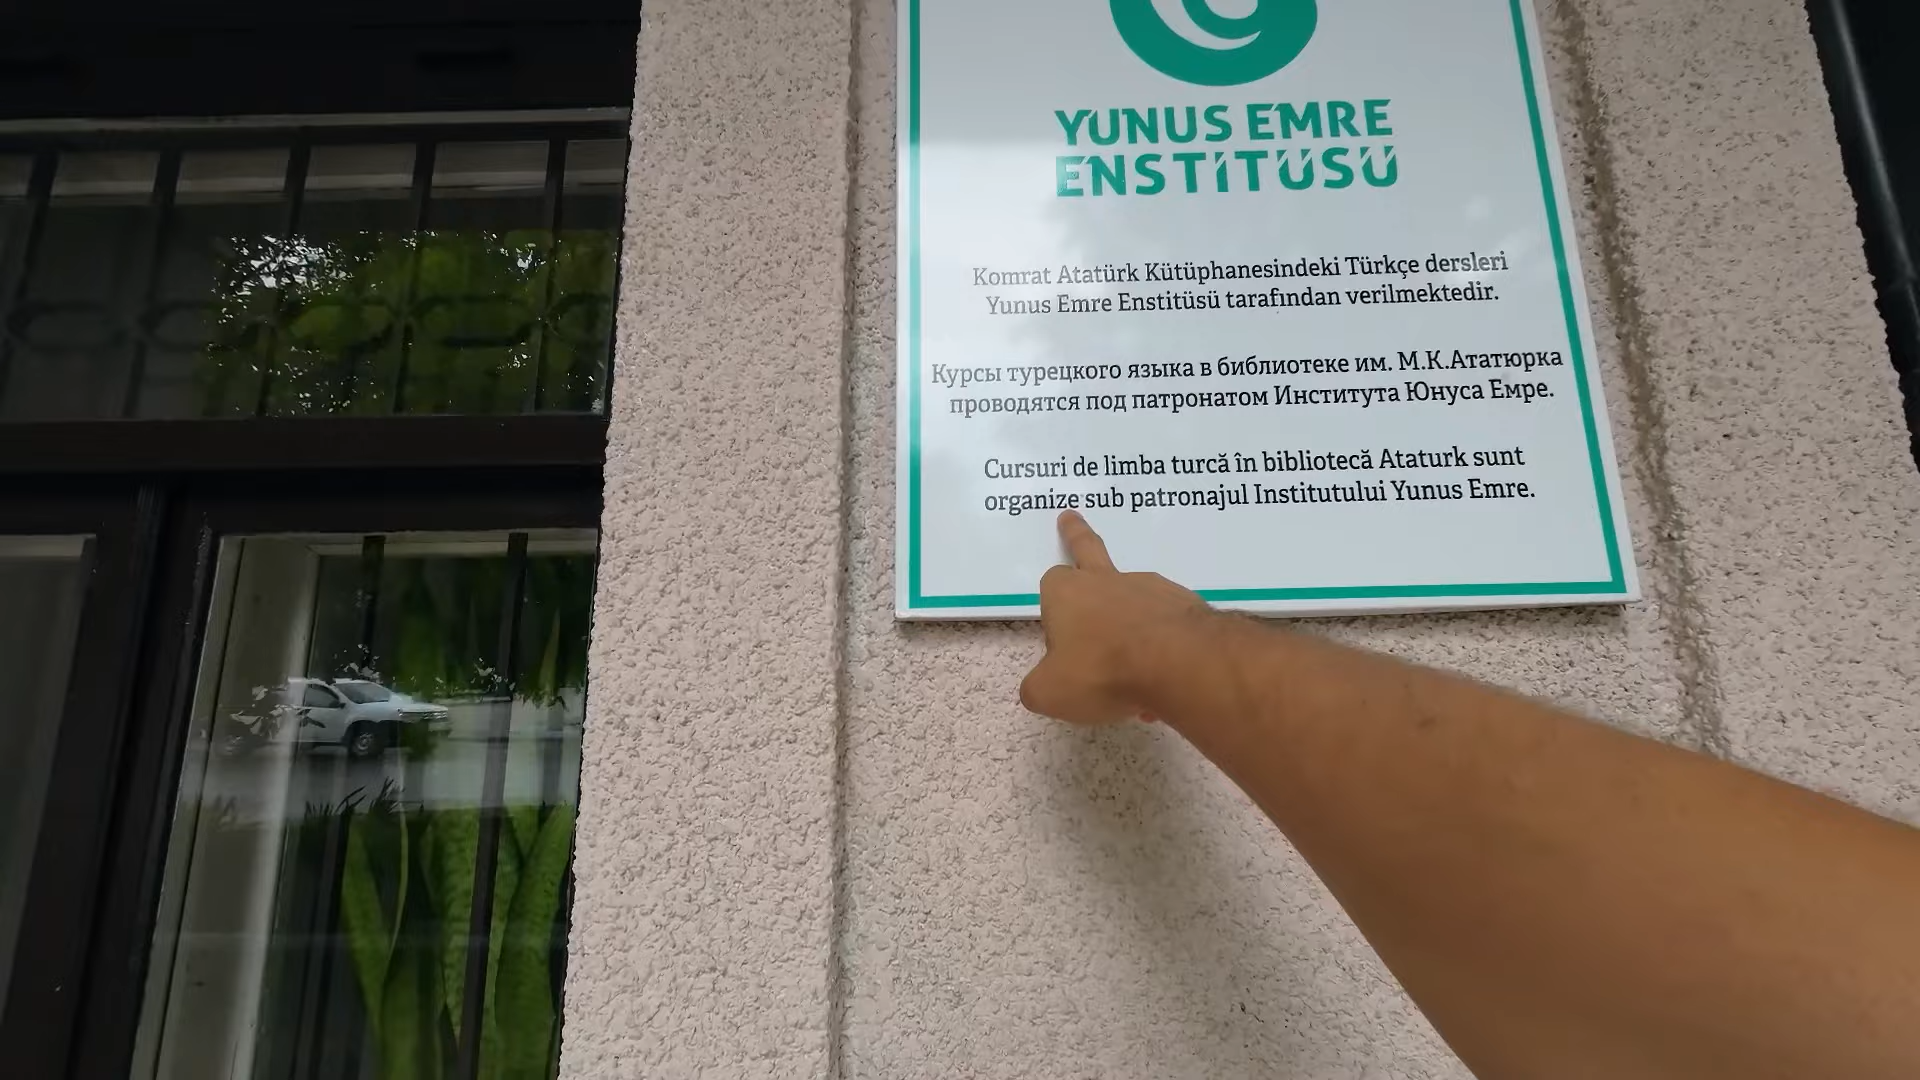 YUNUS EMRE
ENSTİTÜSÜ
Komrat Atatürk Kütüphanesindeki Türkçe dersleri
Yunus Emre Enstitüsü tarafından verilmektedir.
Курсы турецкого языка в библиотеке им. М.К.Ататюрка
проводятся под патронатом Института Юнуса Емре.
Cursuri de limba turcă în bibliotecă Ataturk sunt
organize sub patronajul Institutului Yunus Emre.